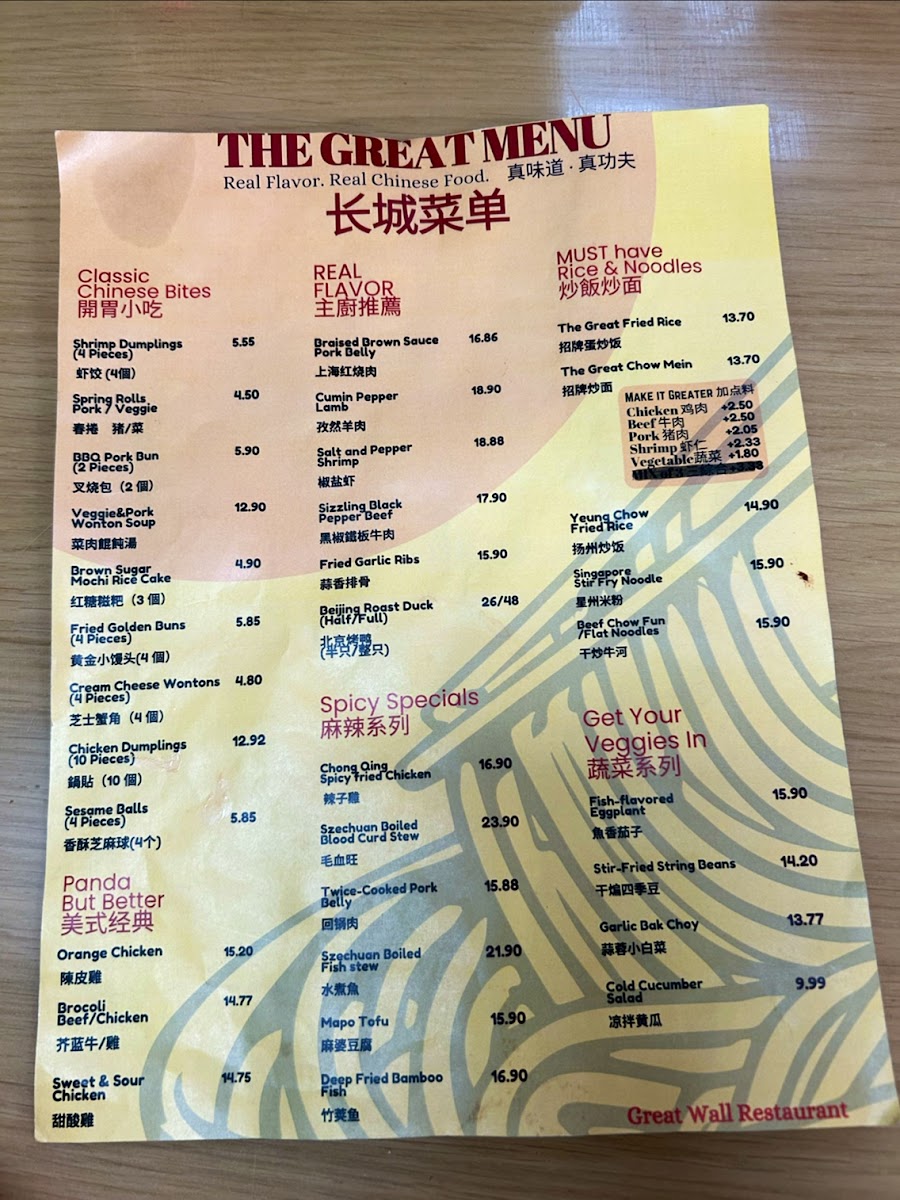 THE GREAT MENU
Real Flavor. Real Chinese Food. 真味道 · 真功夫
长城菜单
Classic
Chinese Bites
開胃小吃
Shrimp Dumplings 5.55
(4 Pieces)
虾饺 (4個)
Spring Rolls 4.50
Pork / Veggie
春捲 猪/菜
BBQ Pork Bun 5.90
(2 Pieces)
叉烧包（2 個）
Veggie&Pork 12.90
Wonton Soup
菜肉餛飩湯
Brown Sugar 4.90
Mochi Rice Cake
红糖糍粑（3 個）
Fried Golden Buns 5.85
(4 Pieces)
黄金小馒头(4 個）
Cream Cheese Wontons 4.80
(4 Pieces)
芝士蟹角（4 個）
Chicken Dumplings 12.92
(10 Pieces)
鍋貼（10 個）
Sesame Balls 5.85
(4 Pieces)
香酥芝麻球(4个)
Panda
But Better
美式经典
Orange Chicken 15.20
陳皮雞
Brocoli 14.77
Beef/Chicken
芥蓝牛/雞
Sweet & Sour 14.75
Chicken
甜酸雞
REAL
FLAVOR
主廚推薦
Braised Brown Sauce 16.86
Pork Belly
上海红烧肉
Cumin Pepper 18.90
Lamb
孜然羊肉
Salt and Pepper 18.88
Shrimp
椒盐虾
Sizzling Black 17.90
Pepper Beef
黑椒鐵板牛肉
Fried Garlic Ribs 15.90
蒜香排骨
Beijing Roast Duck 26/48
(Half/Full)
北京烤鸭
(半只/整只)
Spicy Specials
麻辣系列
Chong Qing 16.90
Spicy fried Chicken
辣子雞
Szechuan Boiled 23.90
Blood Curd Stew
毛血旺
Twice-Cooked Pork 15.88
Belly
回锅肉
Szechuan Boiled 21.90
Fish stew
水煮魚
Mapo Tofu 15.90
麻婆豆腐
Deep Fried Bamboo 16.90
Fish
竹荚鱼
MUST have
Rice & Noodles
炒飯炒面
The Great Fried Rice 13.70
招牌蛋炒饭
The Great Chow Mein 13.70
招牌炒面
MAKE IT GREATER 加点料
Chicken 鸡肉 +2.50
Beef 牛肉 +2.50
Pork 猪肉 +2.05
Shrimp 虾仁 +2.33
Vegetable 蔬菜 +1.80
MIX of 3 三綜合 +3.38
Yeung Chow 14.90
Fried Rice
扬州炒饭
Singapore 15.90
Stir Fry Noodle
星州米粉
Beef Chow Fun 15.90
/Flat Noodles
干炒牛河
Get Your
Veggies In
蔬菜系列
Fish-flavored 15.90
Eggplant
魚香茄子
Stir-Fried String Beans 14.20
干煸四季豆
Garlic Bak Choy 13.77
蒜蓉小白菜
Cold Cucumber 9.99
Salad
凉拌黄瓜
Great Wall Restaurant